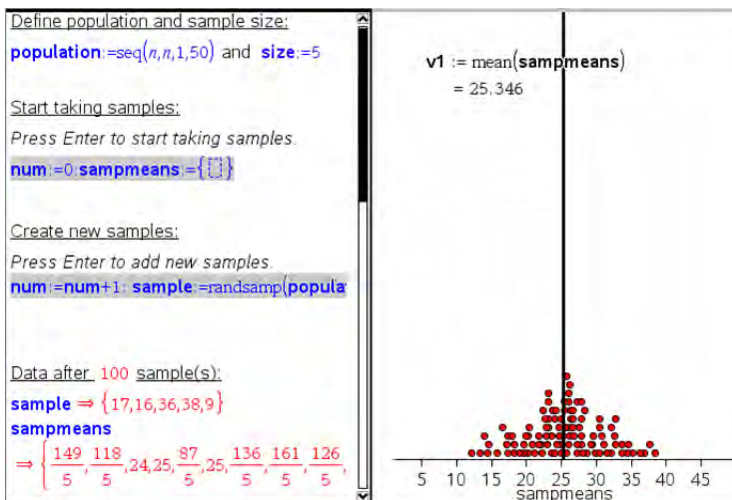 Define population and sample size:
population:=seq(n,n,1,50) and size:=5
Start taking samples:
Press Enter to start taking samples.
num:=0:sampmeans:={ }
Create new samples:
Press Enter to add new samples.
num:=num+1: sample:=randsamp(popula
Data after 100 sample(s):
sample ⇒ {17,16,36,38,9}
sampmeans
⇒ {149/5,118/5,24,25,87/5,25,136/5,161/5,126/5,
v1 := mean(sampmeans)
= 25.346
5 10 15 20 25 30 35 40 45
sampmeans